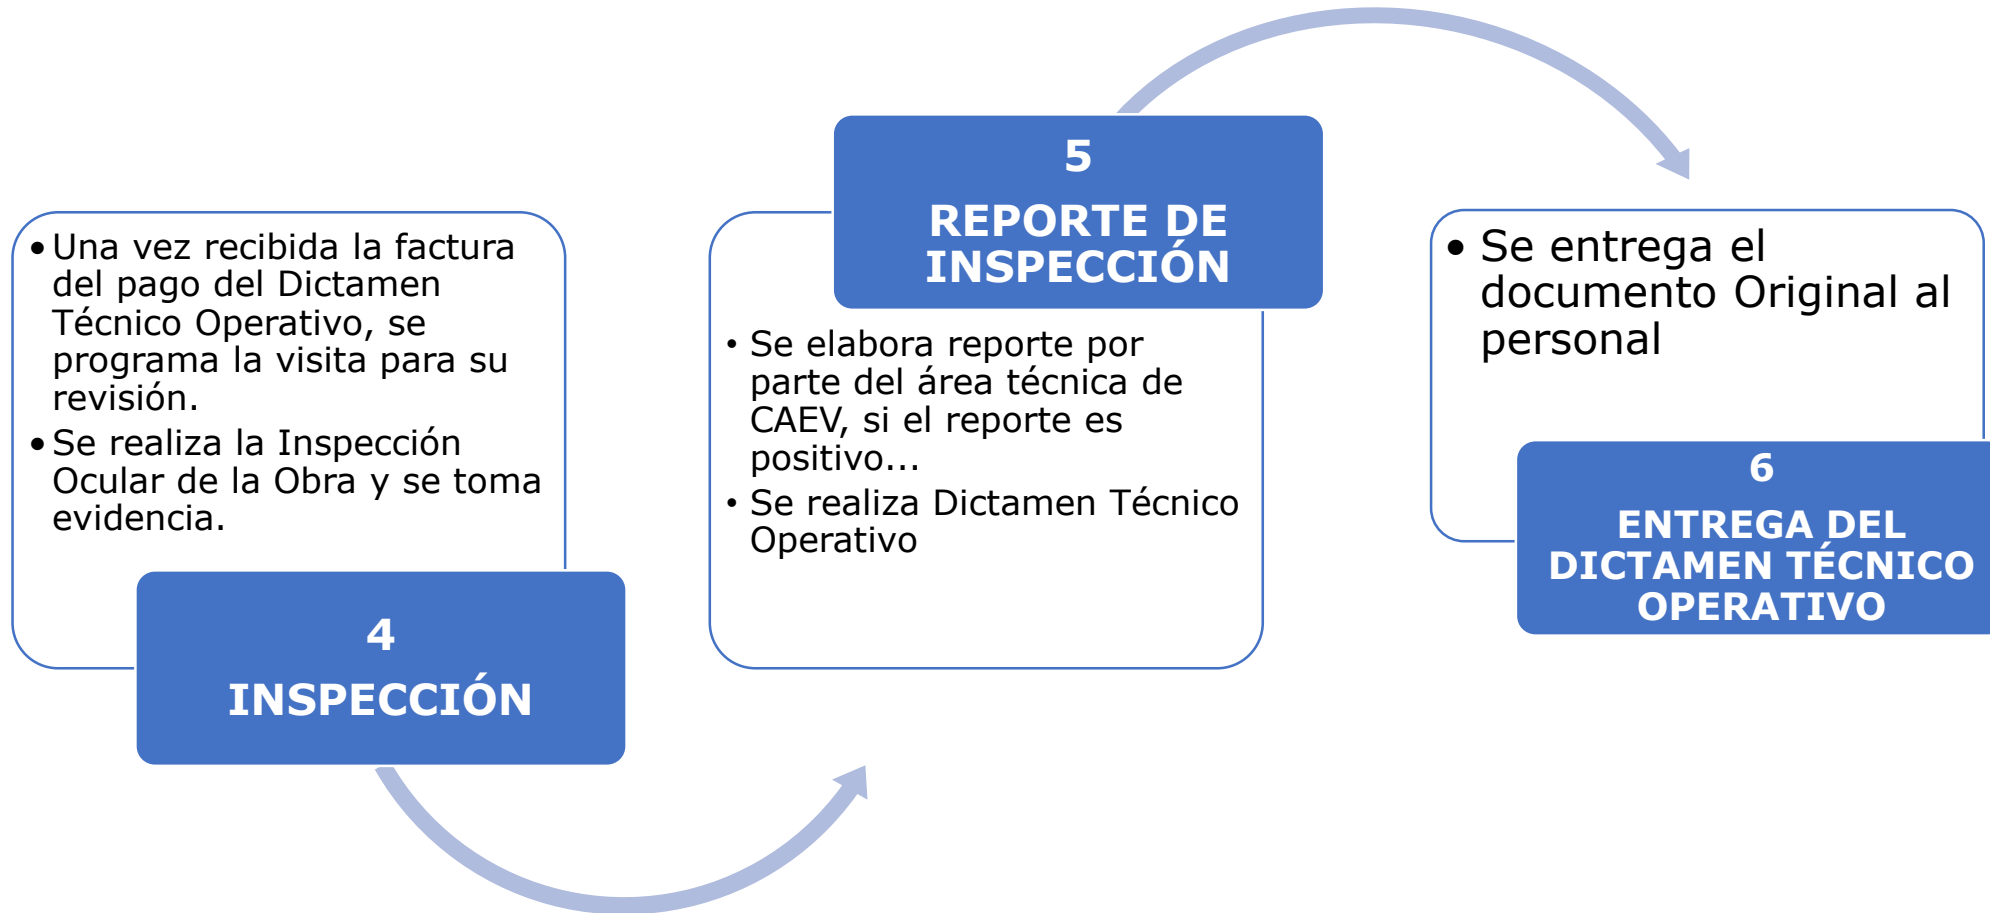 • Una vez recibida la factura
del pago del Dictamen
Técnico Operativo, se
programa la visita para su
revisión.
• Se realiza la Inspección
Ocular de la Obra y se toma
evidencia.
4
INSPECCIÓN
5
REPORTE DE
INSPECCIÓN
• Se elabora reporte por
parte del área técnica de
CAEV, si el reporte es
positivo...
• Se realiza Dictamen Técnico
Operativo
• Se entrega el
documento Original al
personal
6
ENTREGA DEL
DICTAMEN TÉCNICO
OPERATIVO